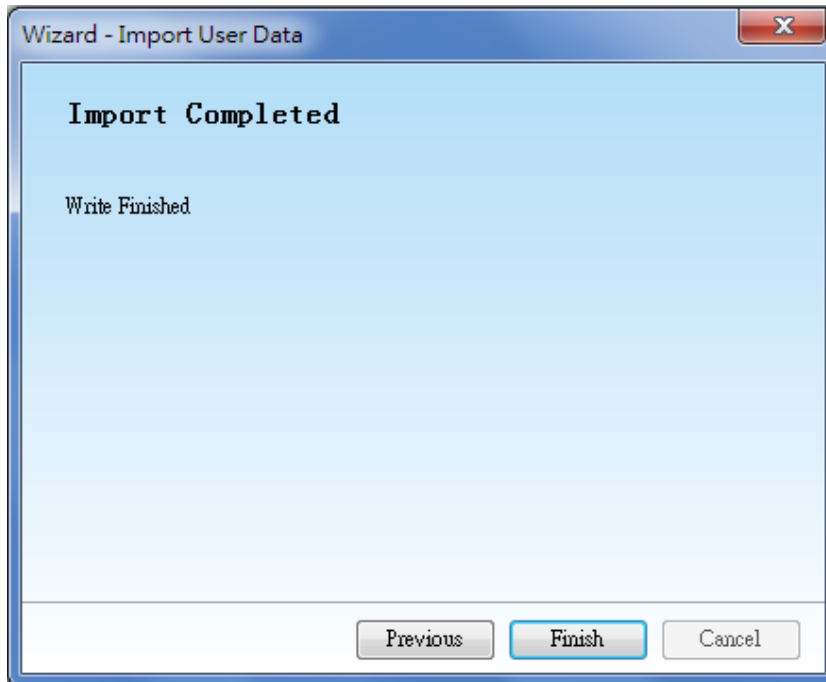 Wizard - Import User Data
Import Completed
Write Finished
Previous Finish Cancel